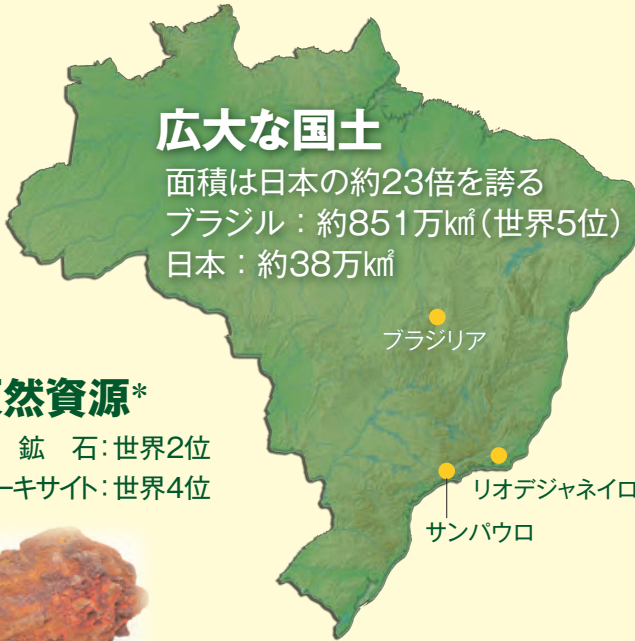 広大な国土
面積は日本の約23倍を誇る
ブラジル：約851万㎢(世界5位)
日本：約38万㎢
ブラジリア
然資源*
鉱　石：世界2位
ーキサイト：世界4位
リオデジャネイロ
サンパウロ